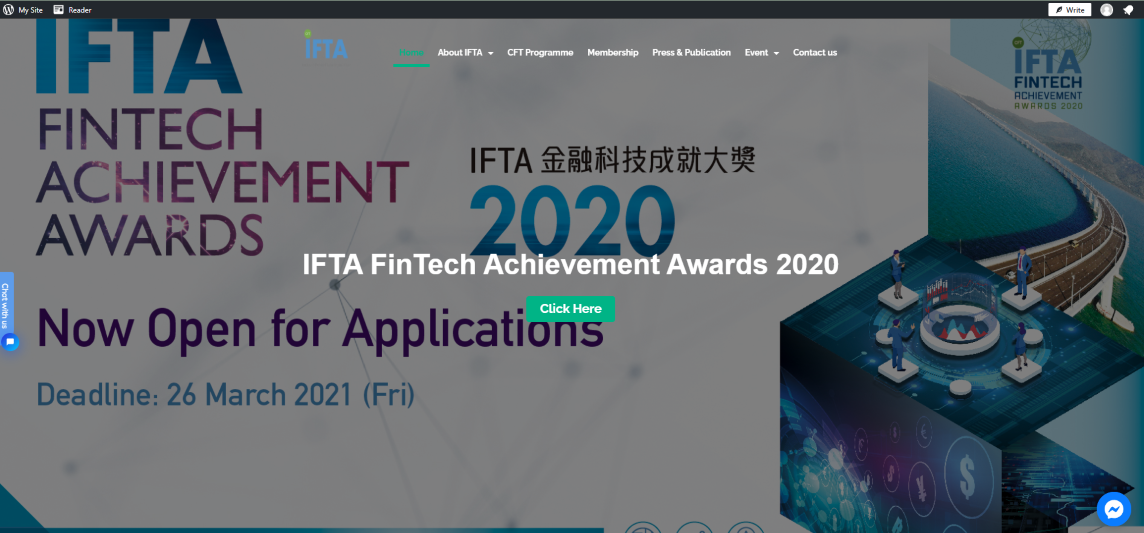 My Site
Reader
Write
IFTA
Home
About IFTA
CFT Programme
Membership
Press & Publication
Event
Contact us
IFTA
FINTECH
ACHIEVEMENT
AWARDS
IFTA
FINTECH
ACHIEVEMENT
AWARDS 2020
IFTA 金融科技成就大獎
2020
IFTA FinTech Achievement Awards 2020
Click Here
Chat with us
Now Open for Applications
Deadline: 26 March 2021 (Fri)